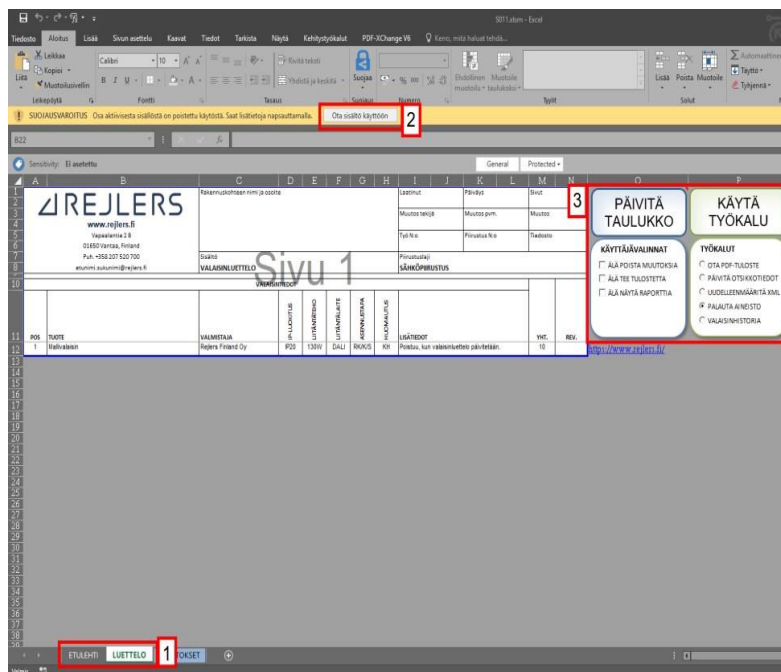 S011.xlsm - Excel
Tiedosto Aloitus Lisää Sivun asettelu Kaavat Tiedot Tarkista Näytä Kehitystyökalut PDF-XChange V6 Kerro, mitä haluat tehdä...
Liitä
Leikkaa
Kopioi
Muotoilusivellin
Leikepöytä
Calibri 10
Fontti
Rivitä teksti
Yhdistä ja keskitä
Tasaus
Suojaa
Suojaus
Numero
Ehdollinen muotoilu
Muotoile taulukoksi
Tyylit
Lisää Poista Muotoile
Solut
Täyttö
Tyhjennä
SUOJAUSVAROITUS Osa aktiivisesta sisällöstä on poistettu käytöstä. Saat lisätietoja napsauttamalla. Ota sisältö käyttöön
2
B22
Sensitivity: Ei asetettu General Protected
A B C D E F G H I J K L M N O P
REJLERS
www.rejlers.fi
Vapaalantie 2 B
01650 Vantaa, Finland
Puh. +358 207 520 700
etunimi.sukunimi@rejlers.fi
Rakennuskohteen nimi ja osoite
Sisältö
VALAISINLUETTELO
Laatinut Päiväys Sivut
Muutos tekijä Muutos pvm. Muutos
Työ N:o Piirustus N:o Tiedosto
Piirustuslaji
SÄHKÖPIIRUSTUS
Sivu 1
VALAISINTIEDOT
POS TUOTE VALMISTAJA IP-LUOKITUS LIITÄNTÄTEHO LIITÄNTÄLAITE ASENNUSTAPA HUOMAUTUS LISÄTIEDOT YHT. REV.
1 Mallivalaisin Rejlers Finland Oy IP20 130W DALI RK/K/S KH Poistuu, kun valaisinluettelo päivitetään. 10
3
PÄIVITÄ
TAULUKKO
KÄYTTÄJÄVALINNAT
ÄLÄ POISTA MUUTOKSIA
ÄLÄ TEE TULOSTETTA
ÄLÄ NÄYTÄ RAPORTTIA
KÄYTÄ
TYÖKALU
TYÖKALUT
OTA PDF-TULOSTE
PÄIVITÄ OTSIKKOTIEDOT
UUDELLEENMÄÄRITÄ XML
PALAUTA AINEISTO
VALAISINHISTORIA
https://www.rejlers.fi/
ETULEHTI LUETTELO 1